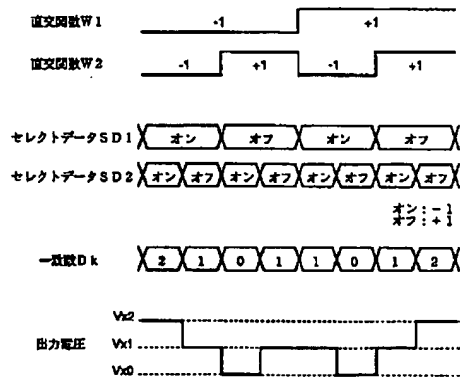 直交関数W1 -1 +1
直交関数W2 -1 +1 -1 +1
セレクトデータSD1 オン オフ オン オフ
セレクトデータSD2 オン オフ オン オフ オン オフ オン オフ
オン：－1
オフ：＋1
一致数Dk 2 1 0 1 1 0 1 2
Vx2
出力電圧 Vx1
Vx0